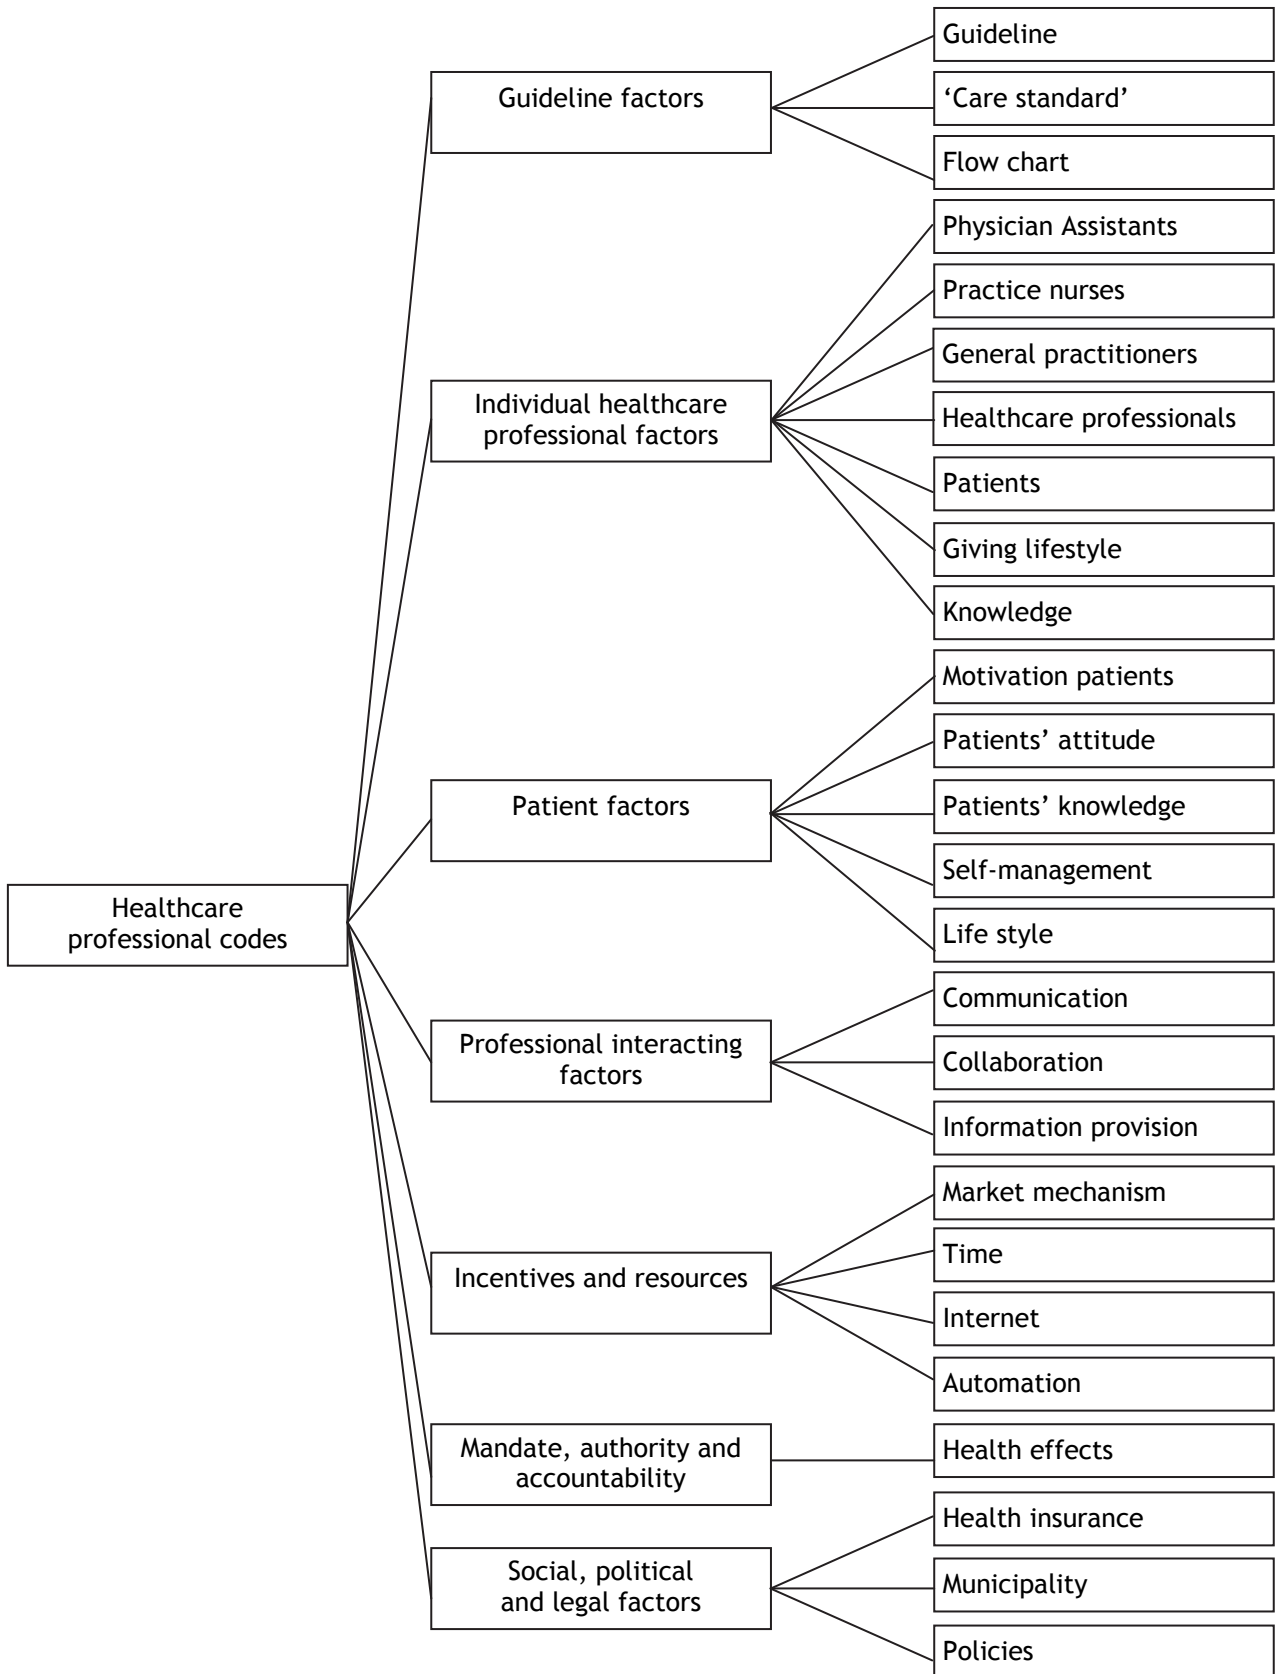 Guideline
Guideline factors
‘Care standard’
Flow chart
Physician Assistants
Practice nurses
General practitioners
Individual healthcare
professional factors
Healthcare professionals
Patients
Giving lifestyle
Knowledge
Motivation patients
Patients’ attitude
Patient factors
Patients’ knowledge
Self-management
Life style
Healthcare
professional codes
Communication
Professional interacting
factors
Collaboration
Information provision
Market mechanism
Time
Incentives and resources
Internet
Automation
Mandate, authority and
accountability
Health effects
Health insurance
Social, political
and legal factors
Municipality
Policies